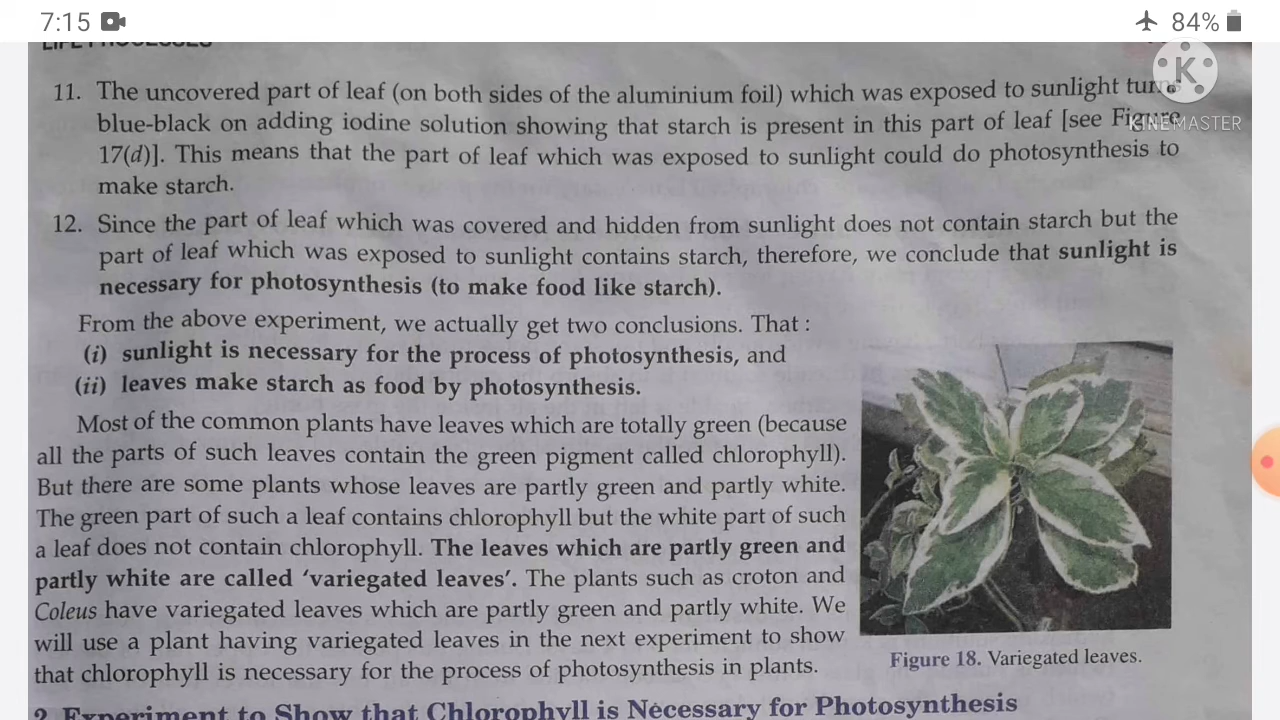 7:15
84%
LIFE PROCESSES
11. The uncovered part of leaf (on both sides of the aluminium foil) which was exposed to sunlight turns
blue-black on adding iodine solution showing that starch is present in this part of leaf [see Figure
17(d)]. This means that the part of leaf which was exposed to sunlight could do photosynthesis to
make starch.
K
KINEMASTER
12. Since the part of leaf which was covered and hidden from sunlight does not contain starch but the
part of leaf which was exposed to sunlight contains starch, therefore, we conclude that sunlight is
necessary for photosynthesis (to make food like starch).
From the above experiment, we actually get two conclusions. That :
(i) sunlight is necessary for the process of photosynthesis, and
(ii) leaves make starch as food by photosynthesis.
Most of the common plants have leaves which are totally green (because
all the parts of such leaves contain the green pigment called chlorophyll).
But there are some plants whose leaves are partly green and partly white.
The green part of such a leaf contains chlorophyll but the white part of such
a leaf does not contain chlorophyll. The leaves which are partly green and
partly white are called 'variegated leaves'. The plants such as croton and
Coleus have variegated leaves which are partly green and partly white. We
will use a plant having variegated leaves in the next experiment to show
that chlorophyll is necessary for the process of photosynthesis in plants.
Figure 18. Variegated leaves.
2. Experiment to Show that Chlorophyll is Necessary for Photosynthesis